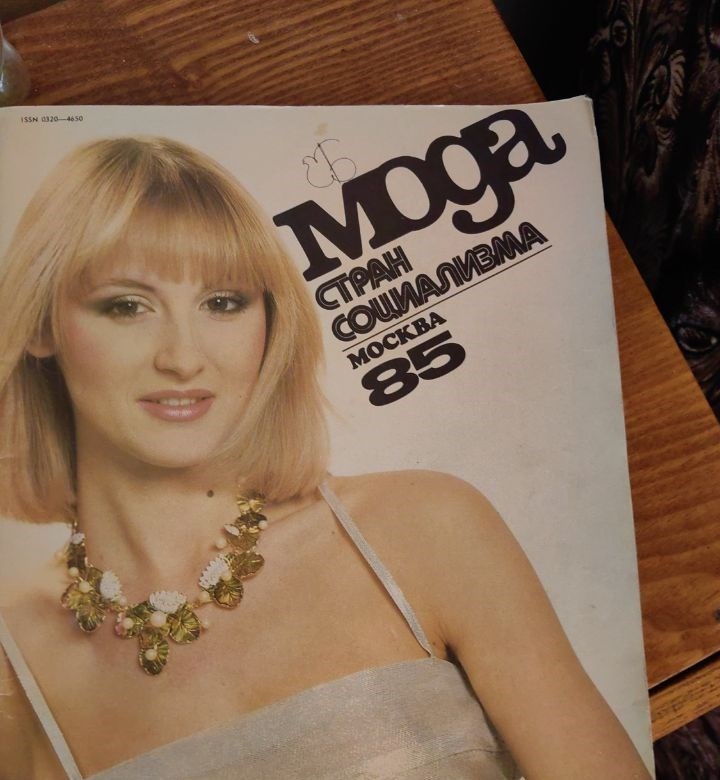 ISSN 0320—4650
мода
СТРАН
СОЦИАЛИЗМА
МОСКВА
85